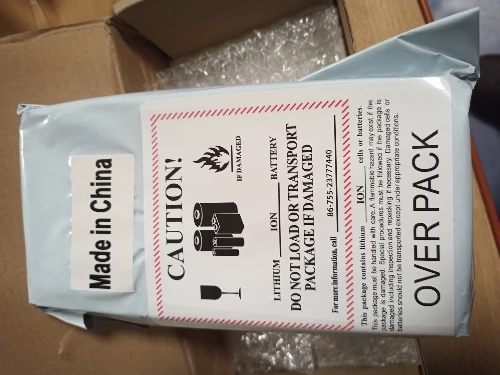 Made in China
CAUTION!
IF DAMAGED
LITHIUM ION BATTERY
DO NOT LOAD OR TRANSPORT
PACKAGE IF DAMAGED
For more information, call 86-755-23777440
This package contains lithium ION cells or batteries.
This package must be handled with care. A flammable hazard may exist if the
package is damaged. Special procedures must be followed if the package is
damaged including inspection and repacking if necessary. Damaged cells or
batteries should not be transported except under appropriate conditions.
OVER PACK